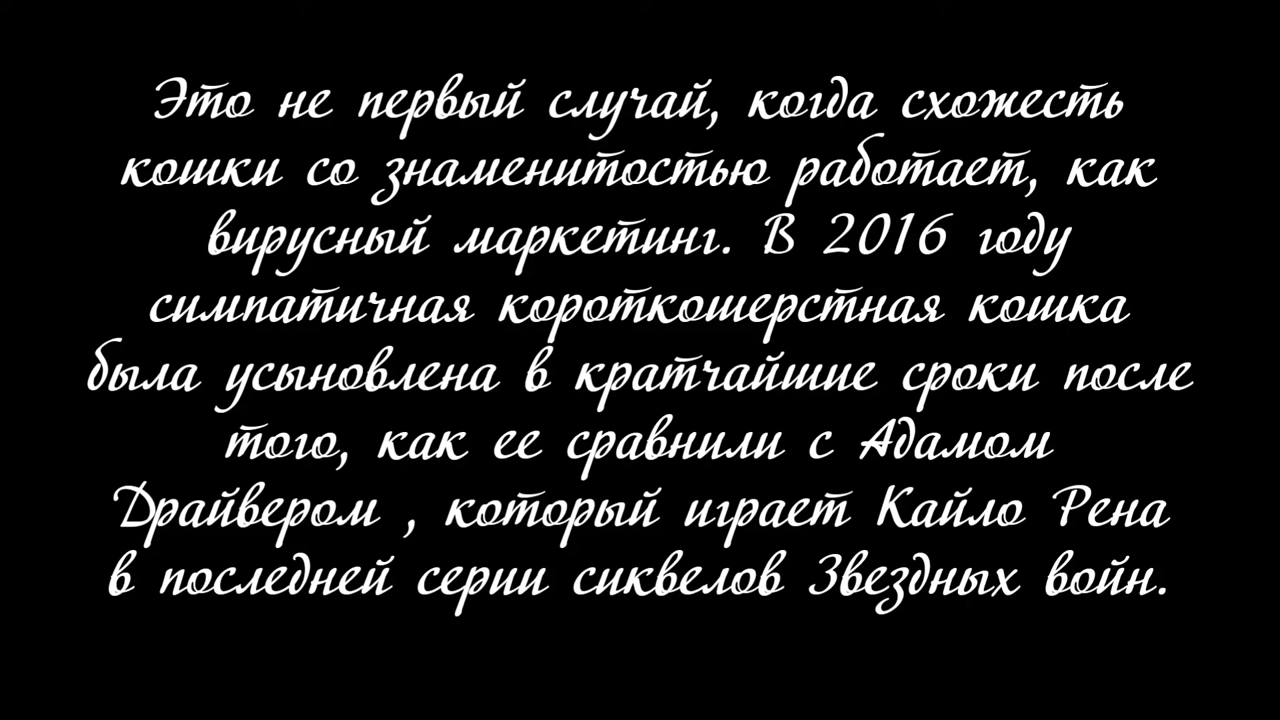 Это не первый случай, когда схожесть
кошки со знаменитостью работает, как
вирусный маркетинг. В 2016 году
симпатичная короткошерстная кошка
была усыновлена в кратчайшие сроки после
того, как ее сравнили с Адамом
Драйвером , который играет Кайло Рена
в последней серии сиквелов Звездных войн.